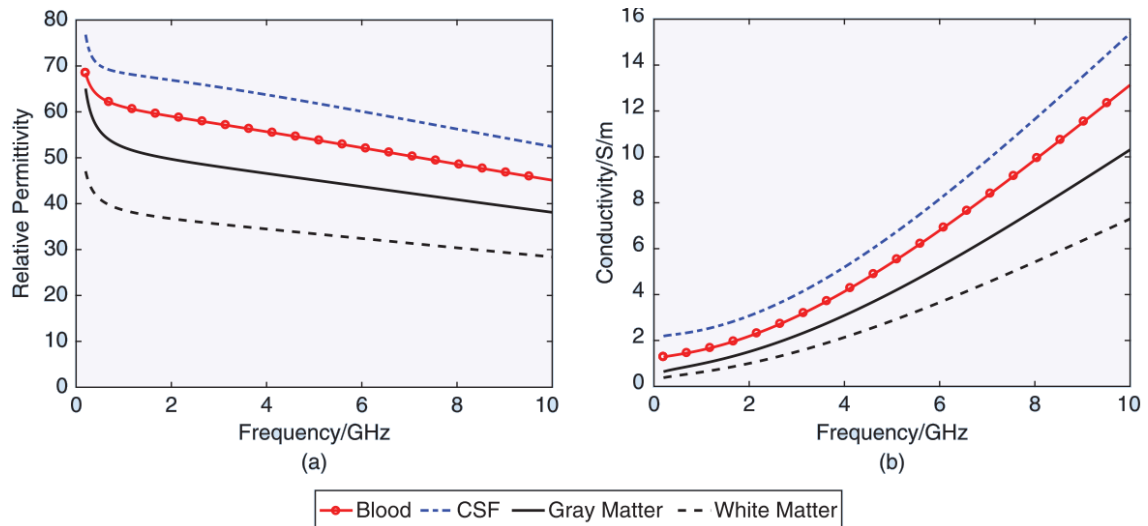 80
70
60
50
40
30
20
10
0
Relative Permittivity
0 2 4 6 8 10
Frequency/GHz
(a)
16
14
12
10
8
6
4
2
0
Conductivity/S/m
0 2 4 6 8 10
Frequency/GHz
(b)
Blood CSF Gray Matter White Matter